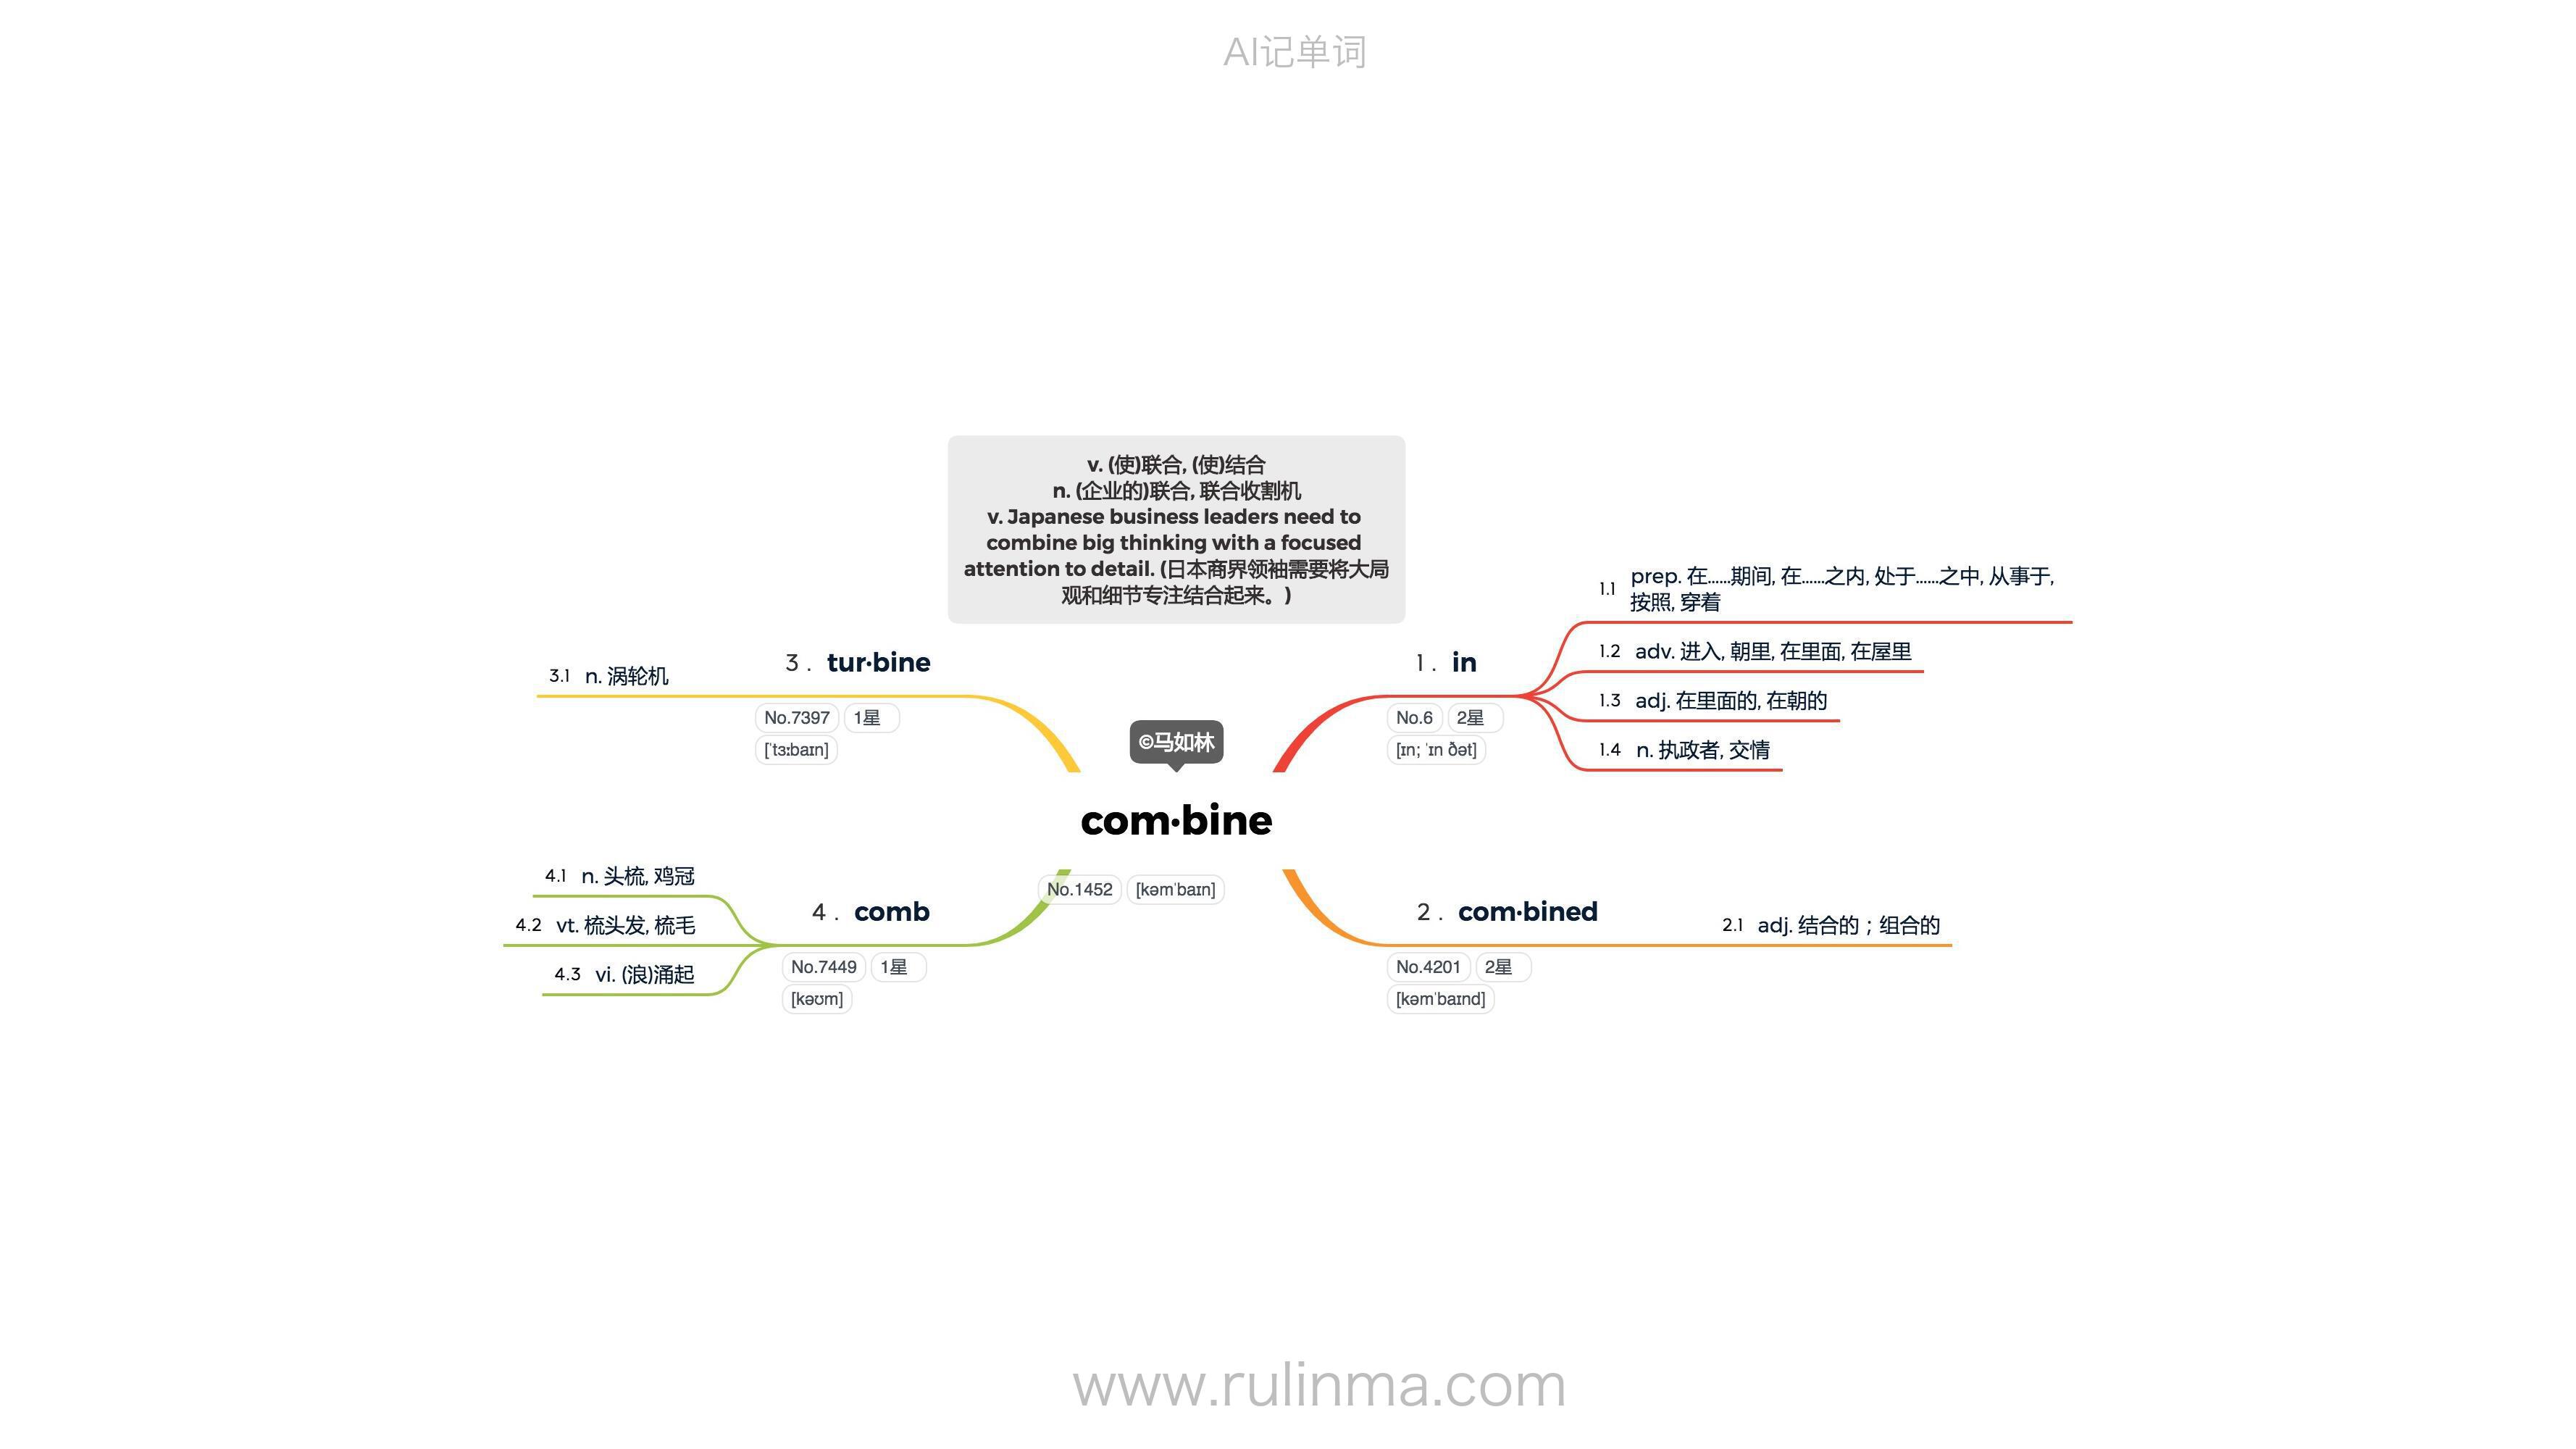 AI记单词
v. (使)联合, (使)结合
n. (企业的)联合, 联合收割机
v. Japanese business leaders need to
combine big thinking with a focused
attention to detail. (日本商界领袖需要将大局
观和细节专注结合起来。)
©马如林
com·bine
No.1452 [kəmˈbaɪn]
1. in
No.6 2星
[ɪn; ˈɪn ðət]
1.1 prep. 在……期间, 在……之内, 处于……之中, 从事于,
按照, 穿着
1.2 adv. 进入, 朝里, 在里面, 在屋里
1.3 adj. 在里面的, 在朝的
1.4 n. 执政者, 交情
2. com·bined
No.4201 2星
[kəmˈbaɪnd]
2.1 adj. 结合的；组合的
3. tur·bine
No.7397 1星
[ˈtɜɪbaɪn]
3.1 n. 涡轮机
4. comb
No.7449 1星
[kəʊm]
4.1 n. 头梳, 鸡冠
4.2 vt. 梳头发, 梳毛
4.3 vi. (浪)涌起
www.rulinma.com